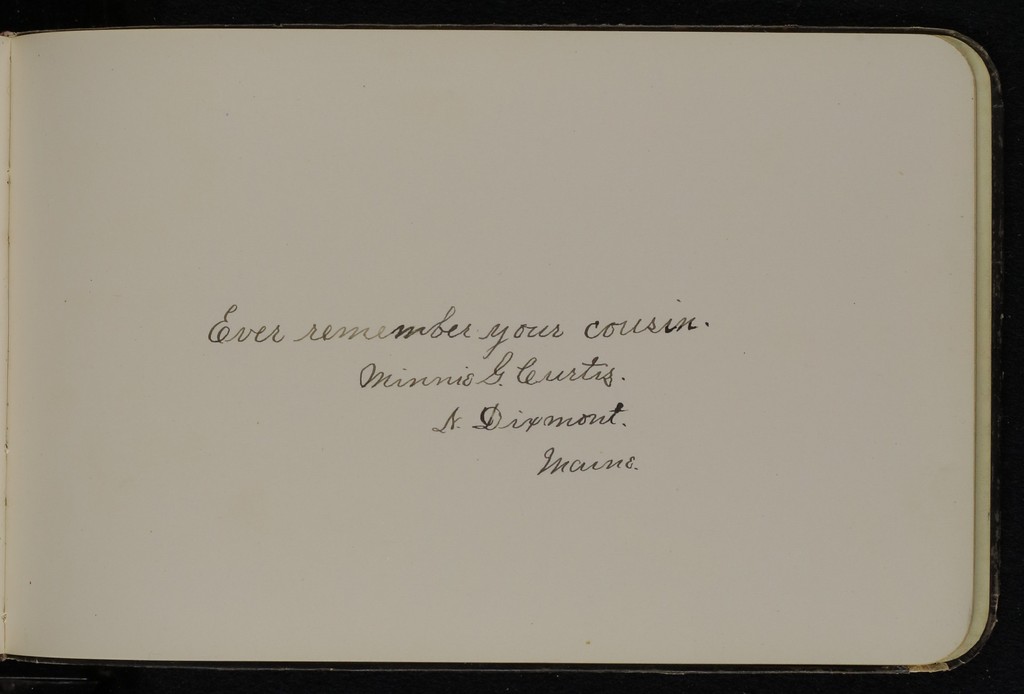 Ever remember your cousin.
Minnie G. Curtis.
N. Dixmont.
Maine.